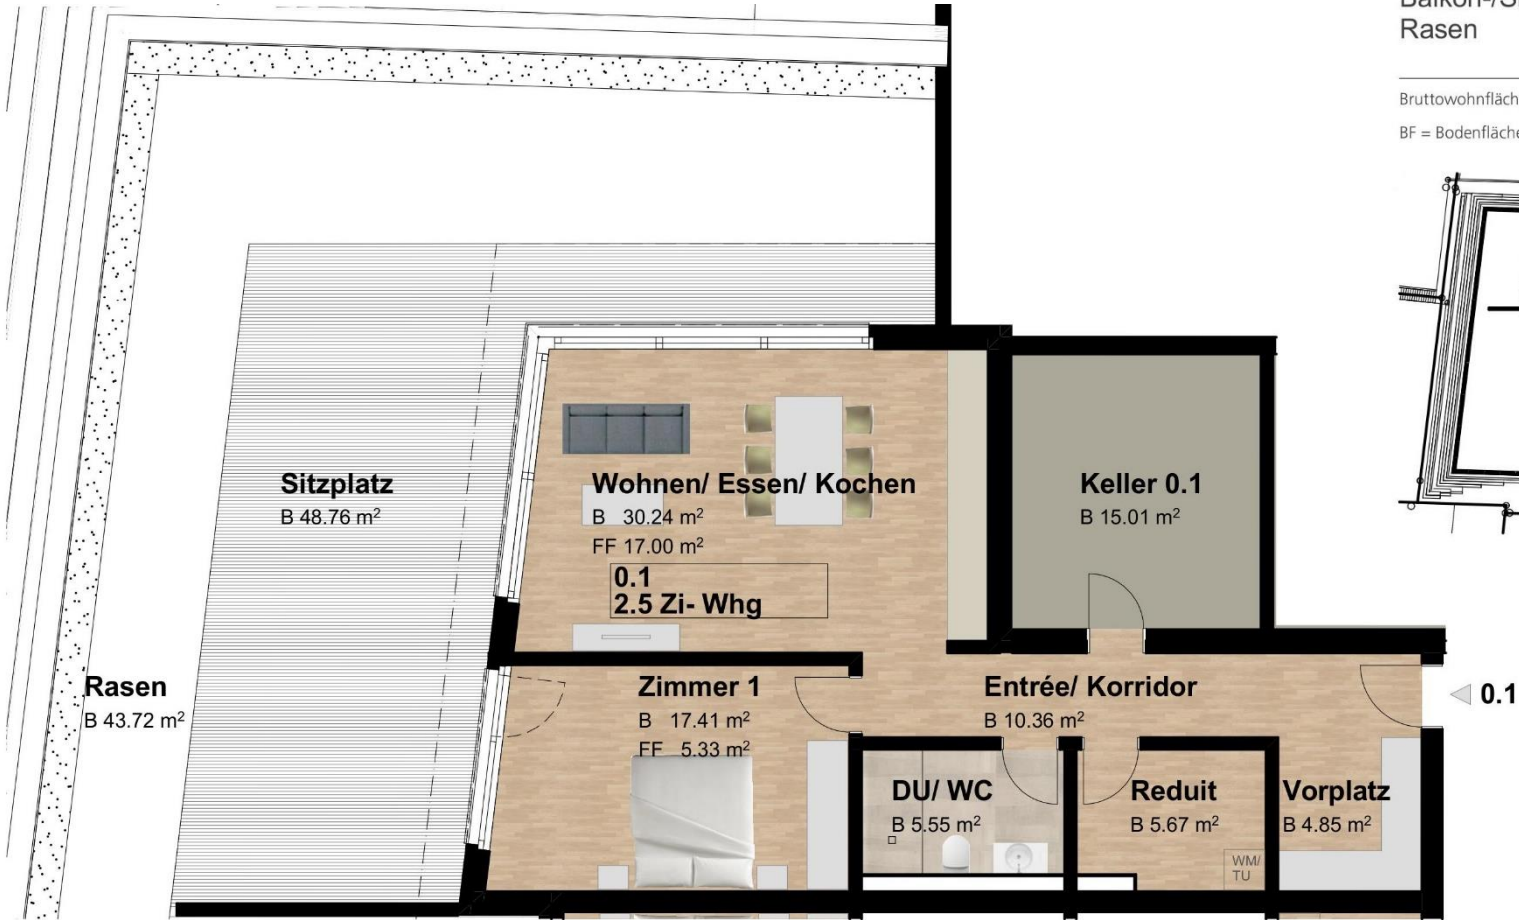 Rasen
Bruttowohnfläch
BF = Bodenfläche
Sitzplatz
B 48.76 m²
Wohnen/ Essen/ Kochen
B 30.24 m²
FF 17.00 m²
0.1
2.5 Zi- Whg
Keller 0.1
B 15.01 m²
Rasen
B 43.72 m²
Zimmer 1
B 17.41 m²
FF 5.33 m²
Entrée/ Korridor
B 10.36 m²
0.1
DU/ WC
B 5.55 m²
Reduit
B 5.67 m²
Vorplatz
B 4.85 m²
WM/
TU